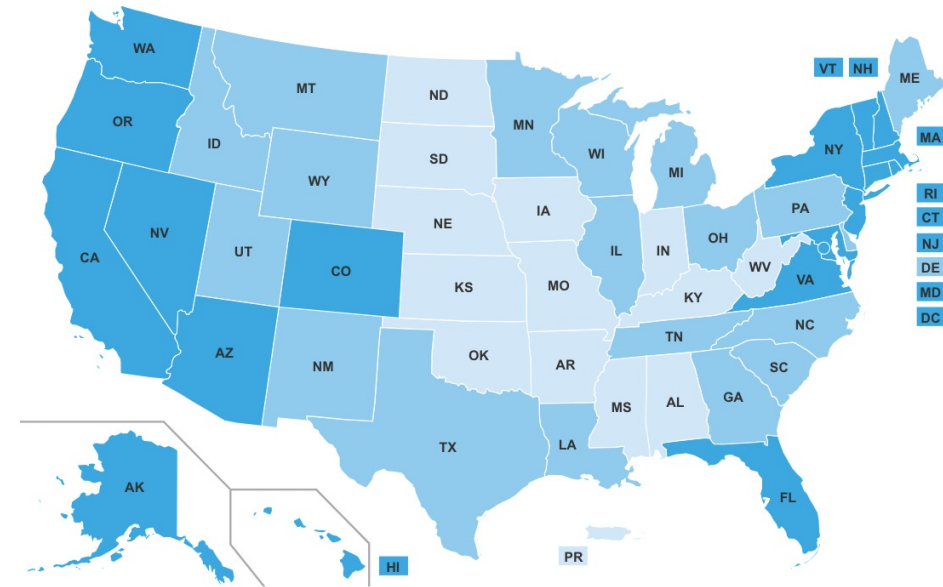 WA
VT
NH
ME
MT
ND
MN
OR
MA
ID
NY
WI
SD
MI
WY
RI
PA
IA
CT
NE
NV
NJ
OH
UT
IL
IN
CA
DE
CO
WV
VA
KS
MO
MD
KY
DC
NC
TN
AZ
OK
NM
AR
SC
GA
MS
AL
LA
TX
AK
FL
PR
HI